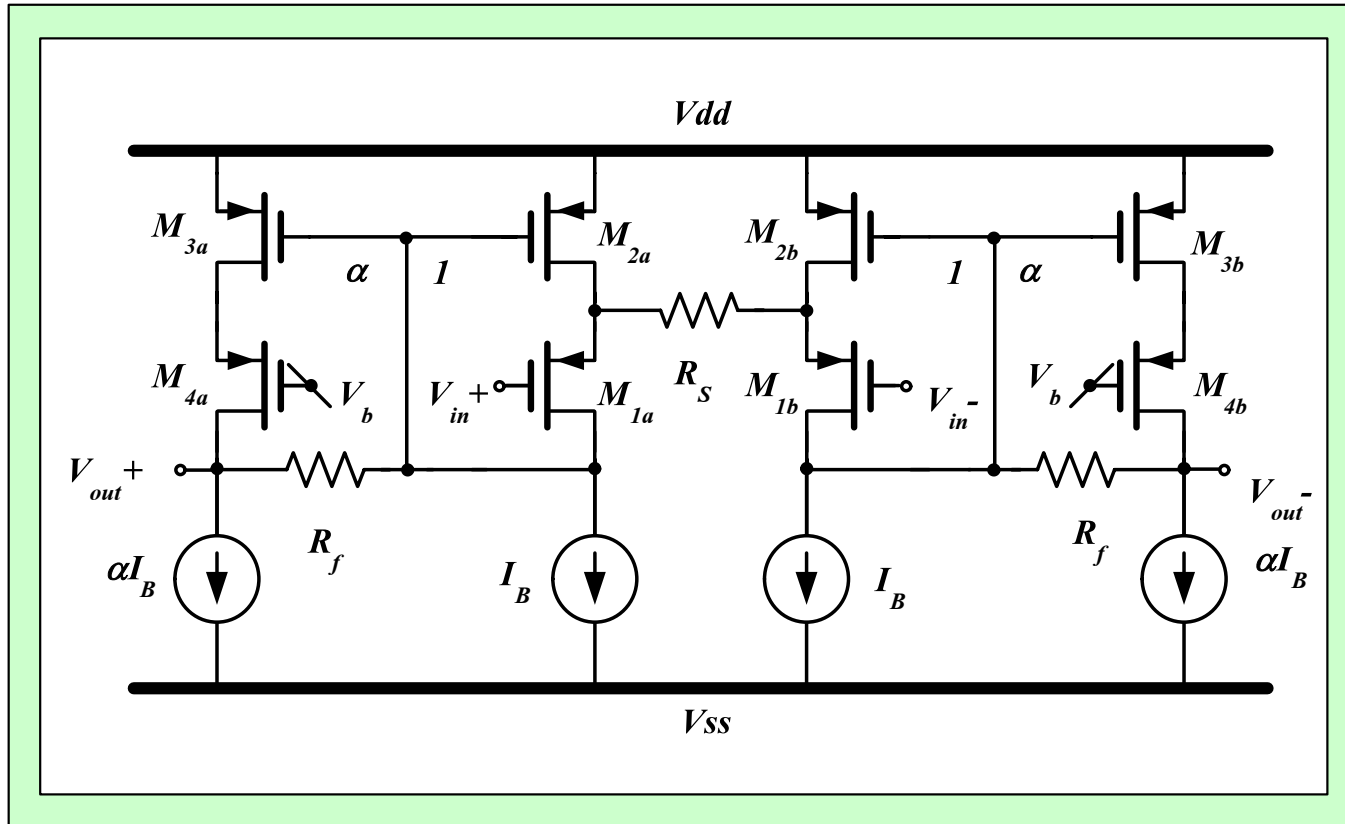 Vdd
M3a
α
1
M2a
M2b
1
α
M3b
M4a
Vb
Vin+
M1a
RS
M1b
Vin-
Vb
M4b
Vout+
Rf
Rf
Vout-
αIB
IB
IB
αIB
Vss